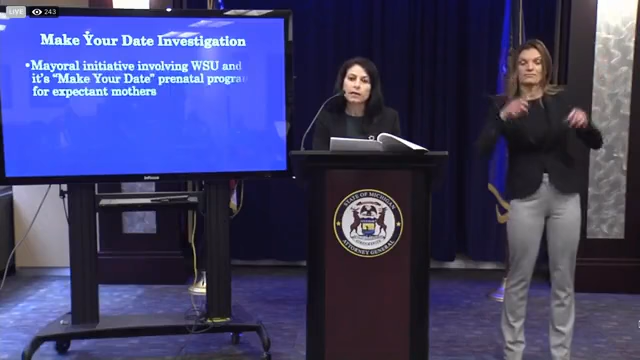 LIVE 243
Make Your Date Investigation
•Mayoral initiative involving WSU and
it's "Make Your Date" prenatal progra
for expectant mothers
STATE OF MICHIGAN
ATTORNEY GENERAL